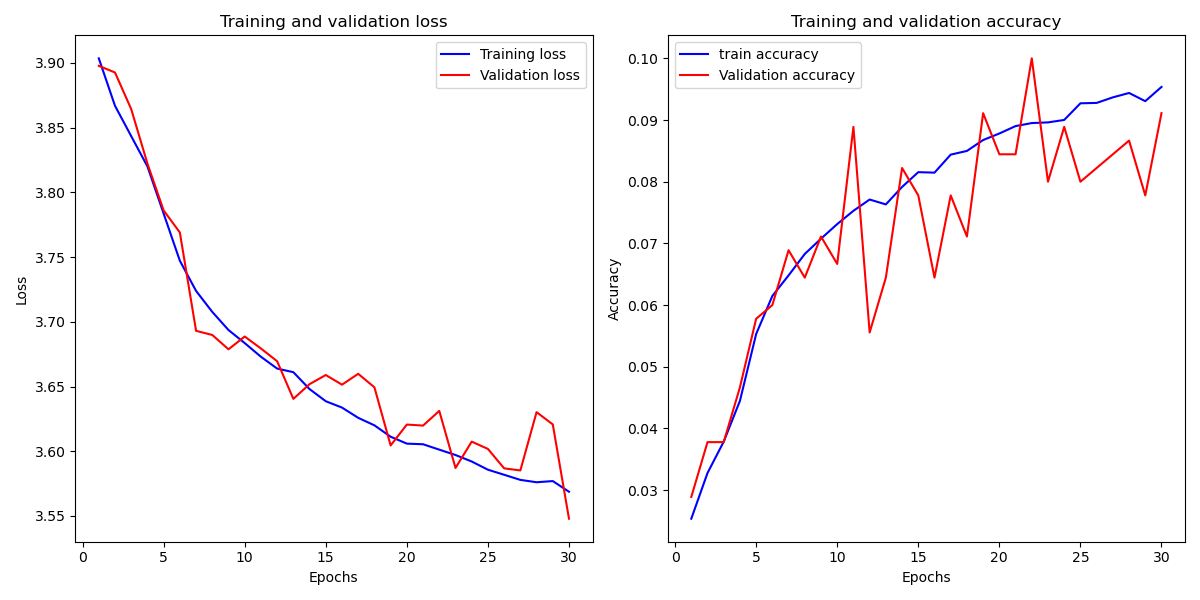 Training and validation loss
Training loss
Validation loss
3.90
3.85
3.80
3.75
3.70
3.65
3.60
3.55
Loss
0 5 10 15 20 25 30
Epochs
Training and validation accuracy
train accuracy
Validation accuracy
0.10
0.09
0.08
0.07
0.06
0.05
0.04
0.03
Accuracy
0 5 10 15 20 25 30
Epochs